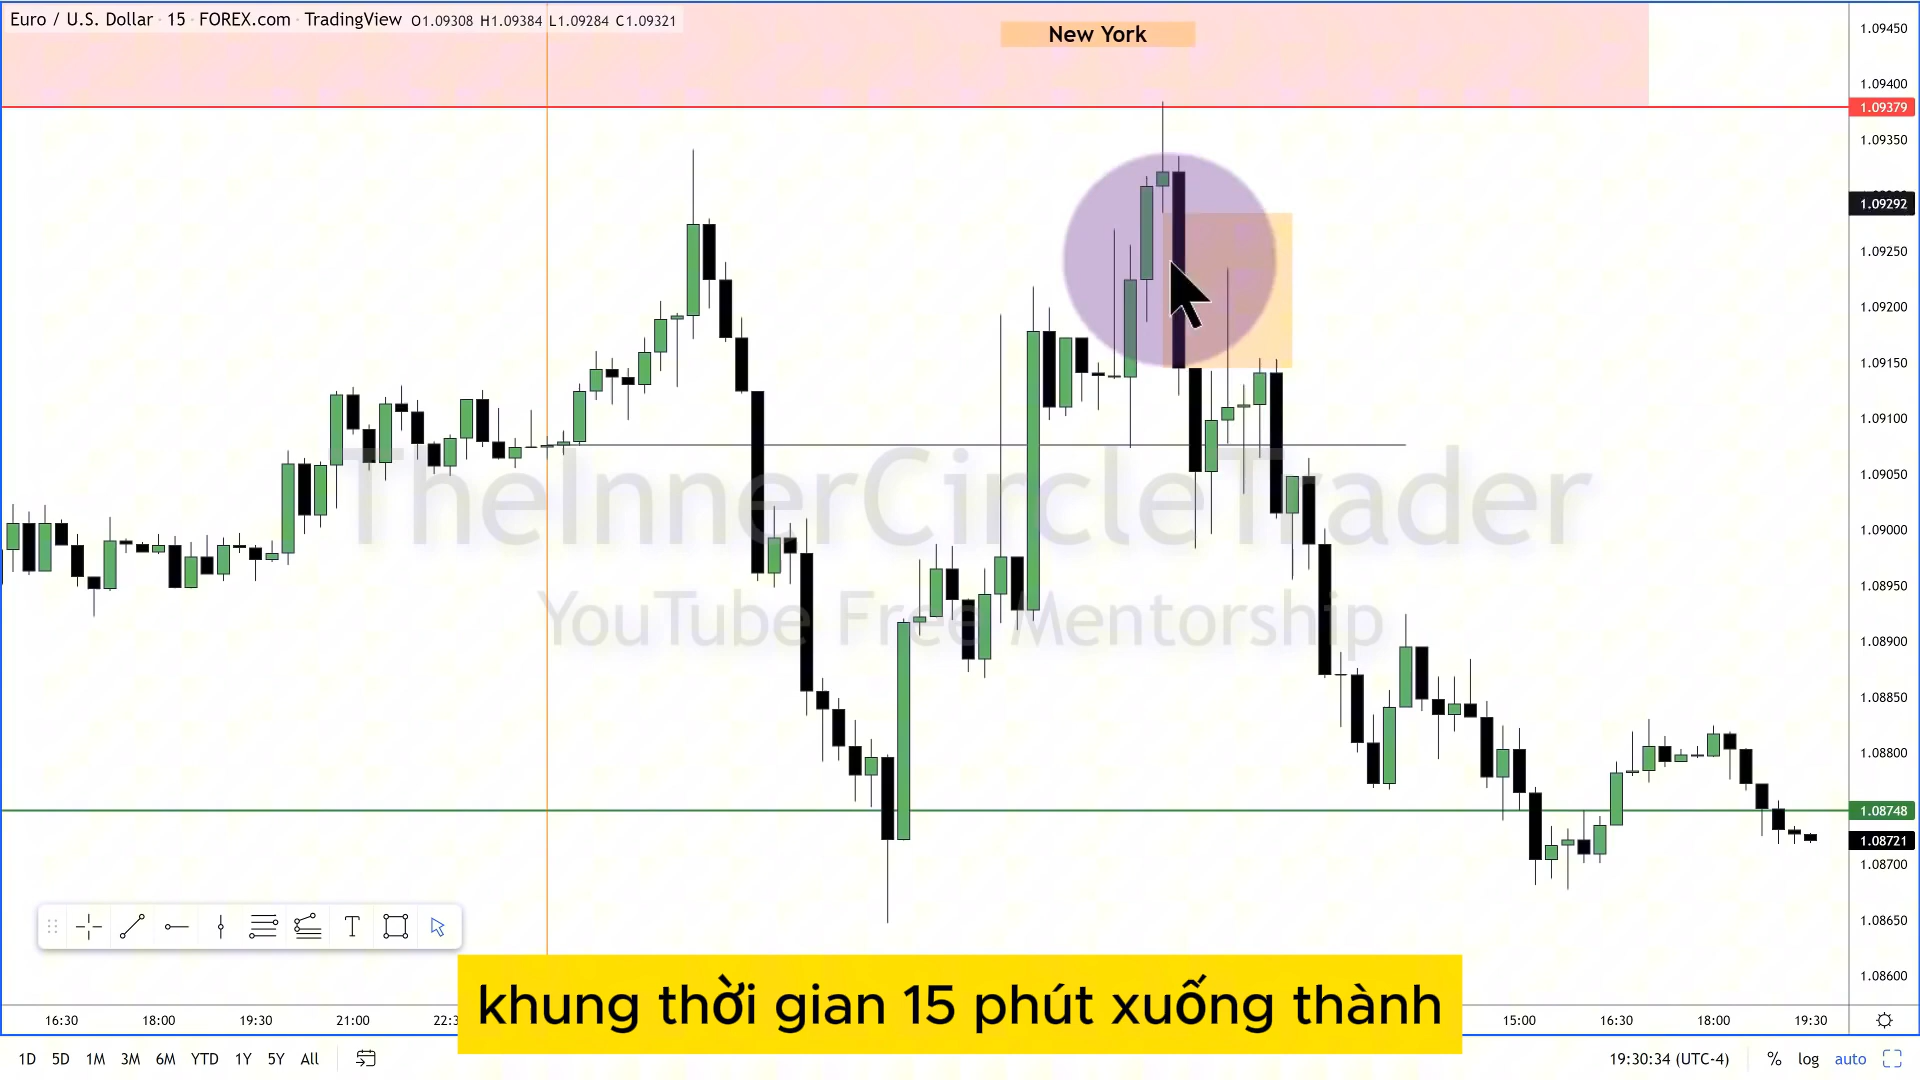 Euro / U.S. Dollar · 15 · FOREX.com · TradingView O1.09308 H1.09384 L1.09284 C1.09321
New York
1.09450
1.09400
1.09379
1.09350
1.09292
1.09250
1.09200
1.09150
1.09100
1.09050
1.09000
1.08950
1.08900
1.08850
1.08800
1.08748
1.08721
1.08700
1.08650
1.08600
TheInnerCircleTrader
YouTube Free Mentorship
T
khung thời gian 15 phút xuống thành
16:30 18:00 19:30 21:00 22:3 15:00 16:30 18:00 19:30
1D 5D 1M 3M 6M YTD 1Y 5Y All 19:30:34 (UTC-4) % log auto